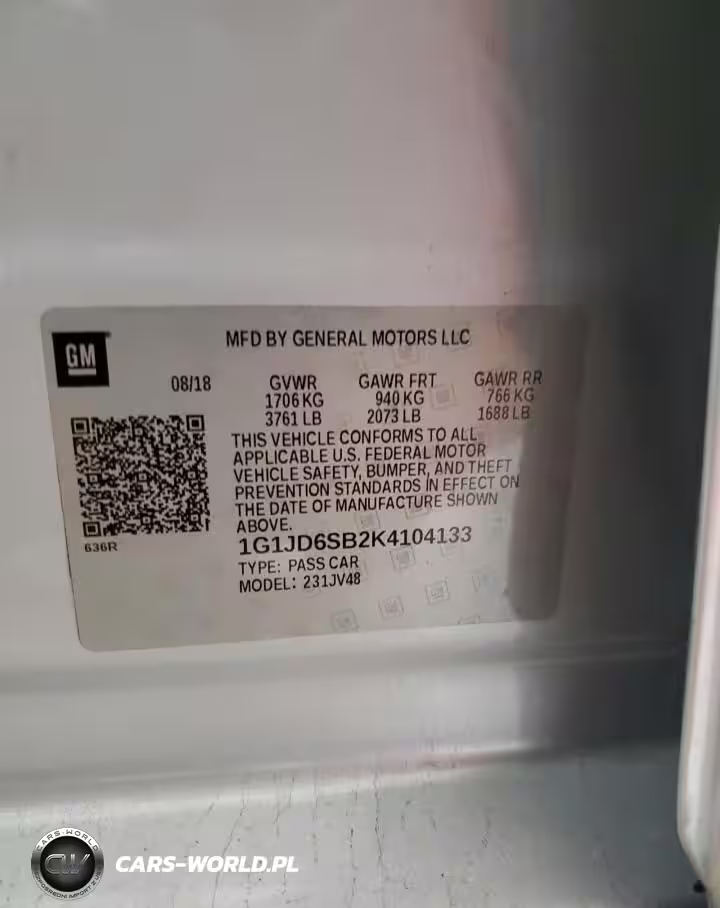 MFD BY GENERAL MOTORS LLC
GM
08/18 GVWR GAWR FRT GAWR RR
1706 KG 940 KG 766 KG
3761 LB 2073 LB 1688 LB
THIS VEHICLE CONFORMS TO ALL
APPLICABLE U.S. FEDERAL MOTOR
VEHICLE SAFETY, BUMPER, AND THEFT
PREVENTION STANDARDS IN EFFECT ON
THE DATE OF MANUFACTURE SHOWN
ABOVE.
636R
1G1JD6SB2K4104133
TYPE: PASS CAR
MODEL: 231JV48
CARS-WORLD
CW
CARS-WORLD.PL